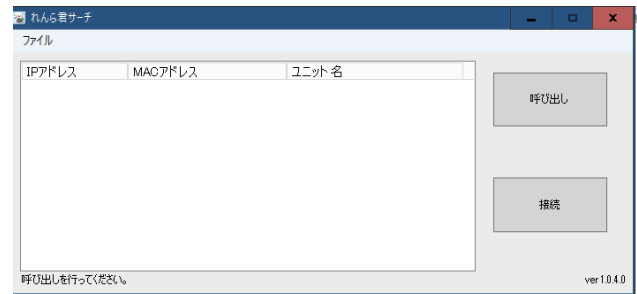 れんら君サーチ
ファイル
IPアドレス MACアドレス ユニット名
呼び出し
接続
呼び出しを行ってください。
ver1.0.4.0